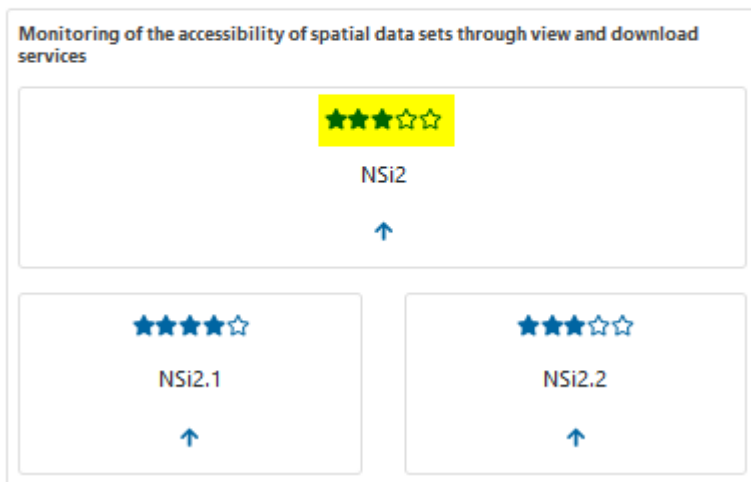 Monitoring of the accessibility of spatial data sets through view and download
services
NSi2
NSi2.1
NSi2.2